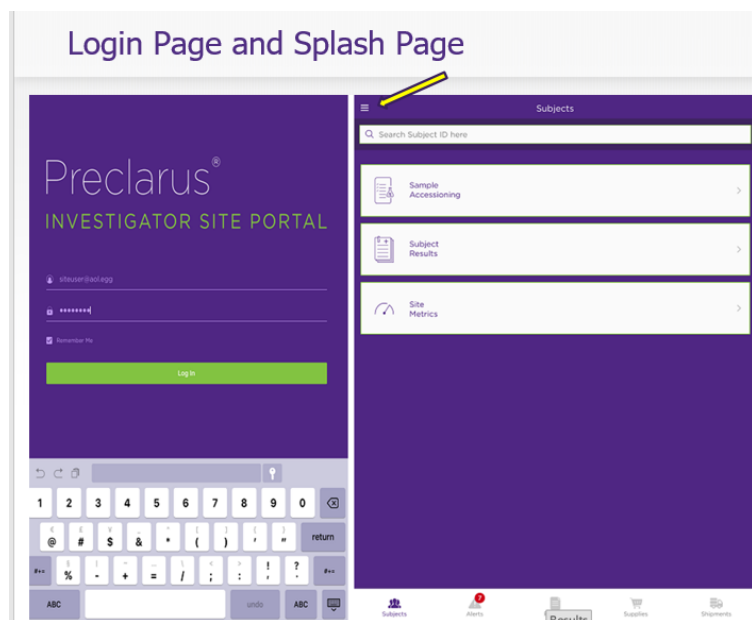 Login Page and Splash Page
Preclarus®
INVESTIGATOR SITE PORTAL
siteuser@aol.egg
Remember Me
Log In
1 2 3 4 5 6 7 8 9 0
@ # $ & * ( ) ' "
return
#+= % - + = / ; : ! ? #+=
ABC undo ABC
Subjects
Search Subject ID here
Sample
Accessioning
Subject
Results
Site
Metrics
7
Subjects Alerts Results Supplies Shipments